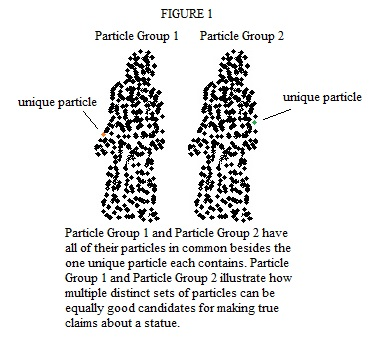 FIGURE 1
Particle Group 1
Particle Group 2
unique particle
unique particle
Particle Group 1 and Particle Group 2 have
all of their particles in common besides the
one unique particle each contains. Particle
Group 1 and Particle Group 2 illustrate how
multiple distinct sets of particles can be
equally good candidates for making true
claims about a statue.